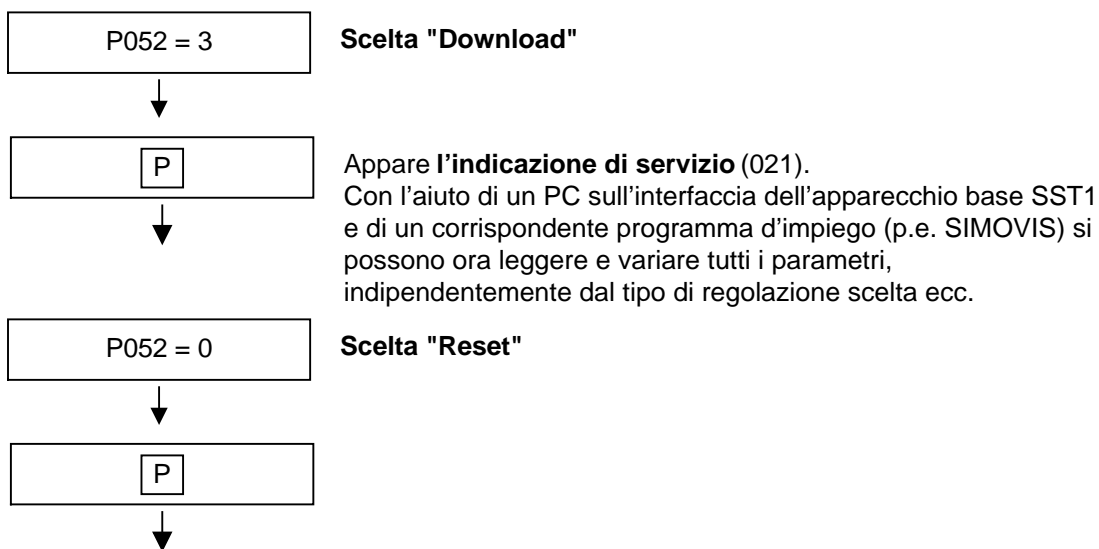 P052 = 3
Scelta "Download"
P
Appare l'indicazione di servizio (021).
Con l'aiuto di un PC sull'interfaccia dell'apparecchio base SST1
e di un corrispondente programma d'impiego (p.e. SIMOVIS) si
possono ora leggere e variare tutti i parametri,
indipendentemente dal tipo di regolazione scelta ecc.
P052 = 0
Scelta "Reset"
P